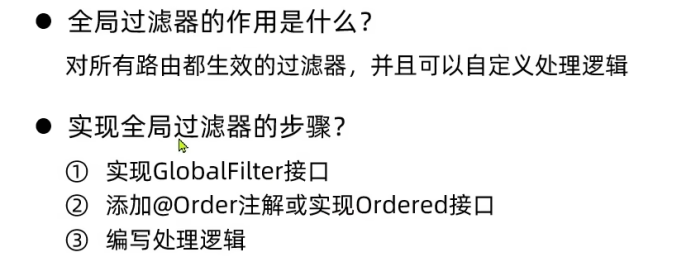 ● 全局过滤器的作用是什么？
对所有路由都生效的过滤器，并且可以自定义处理逻辑
● 实现全局过滤器的步骤？
① 实现GlobalFilter接口
② 添加@Order注解或实现Ordered接口
③ 编写处理逻辑